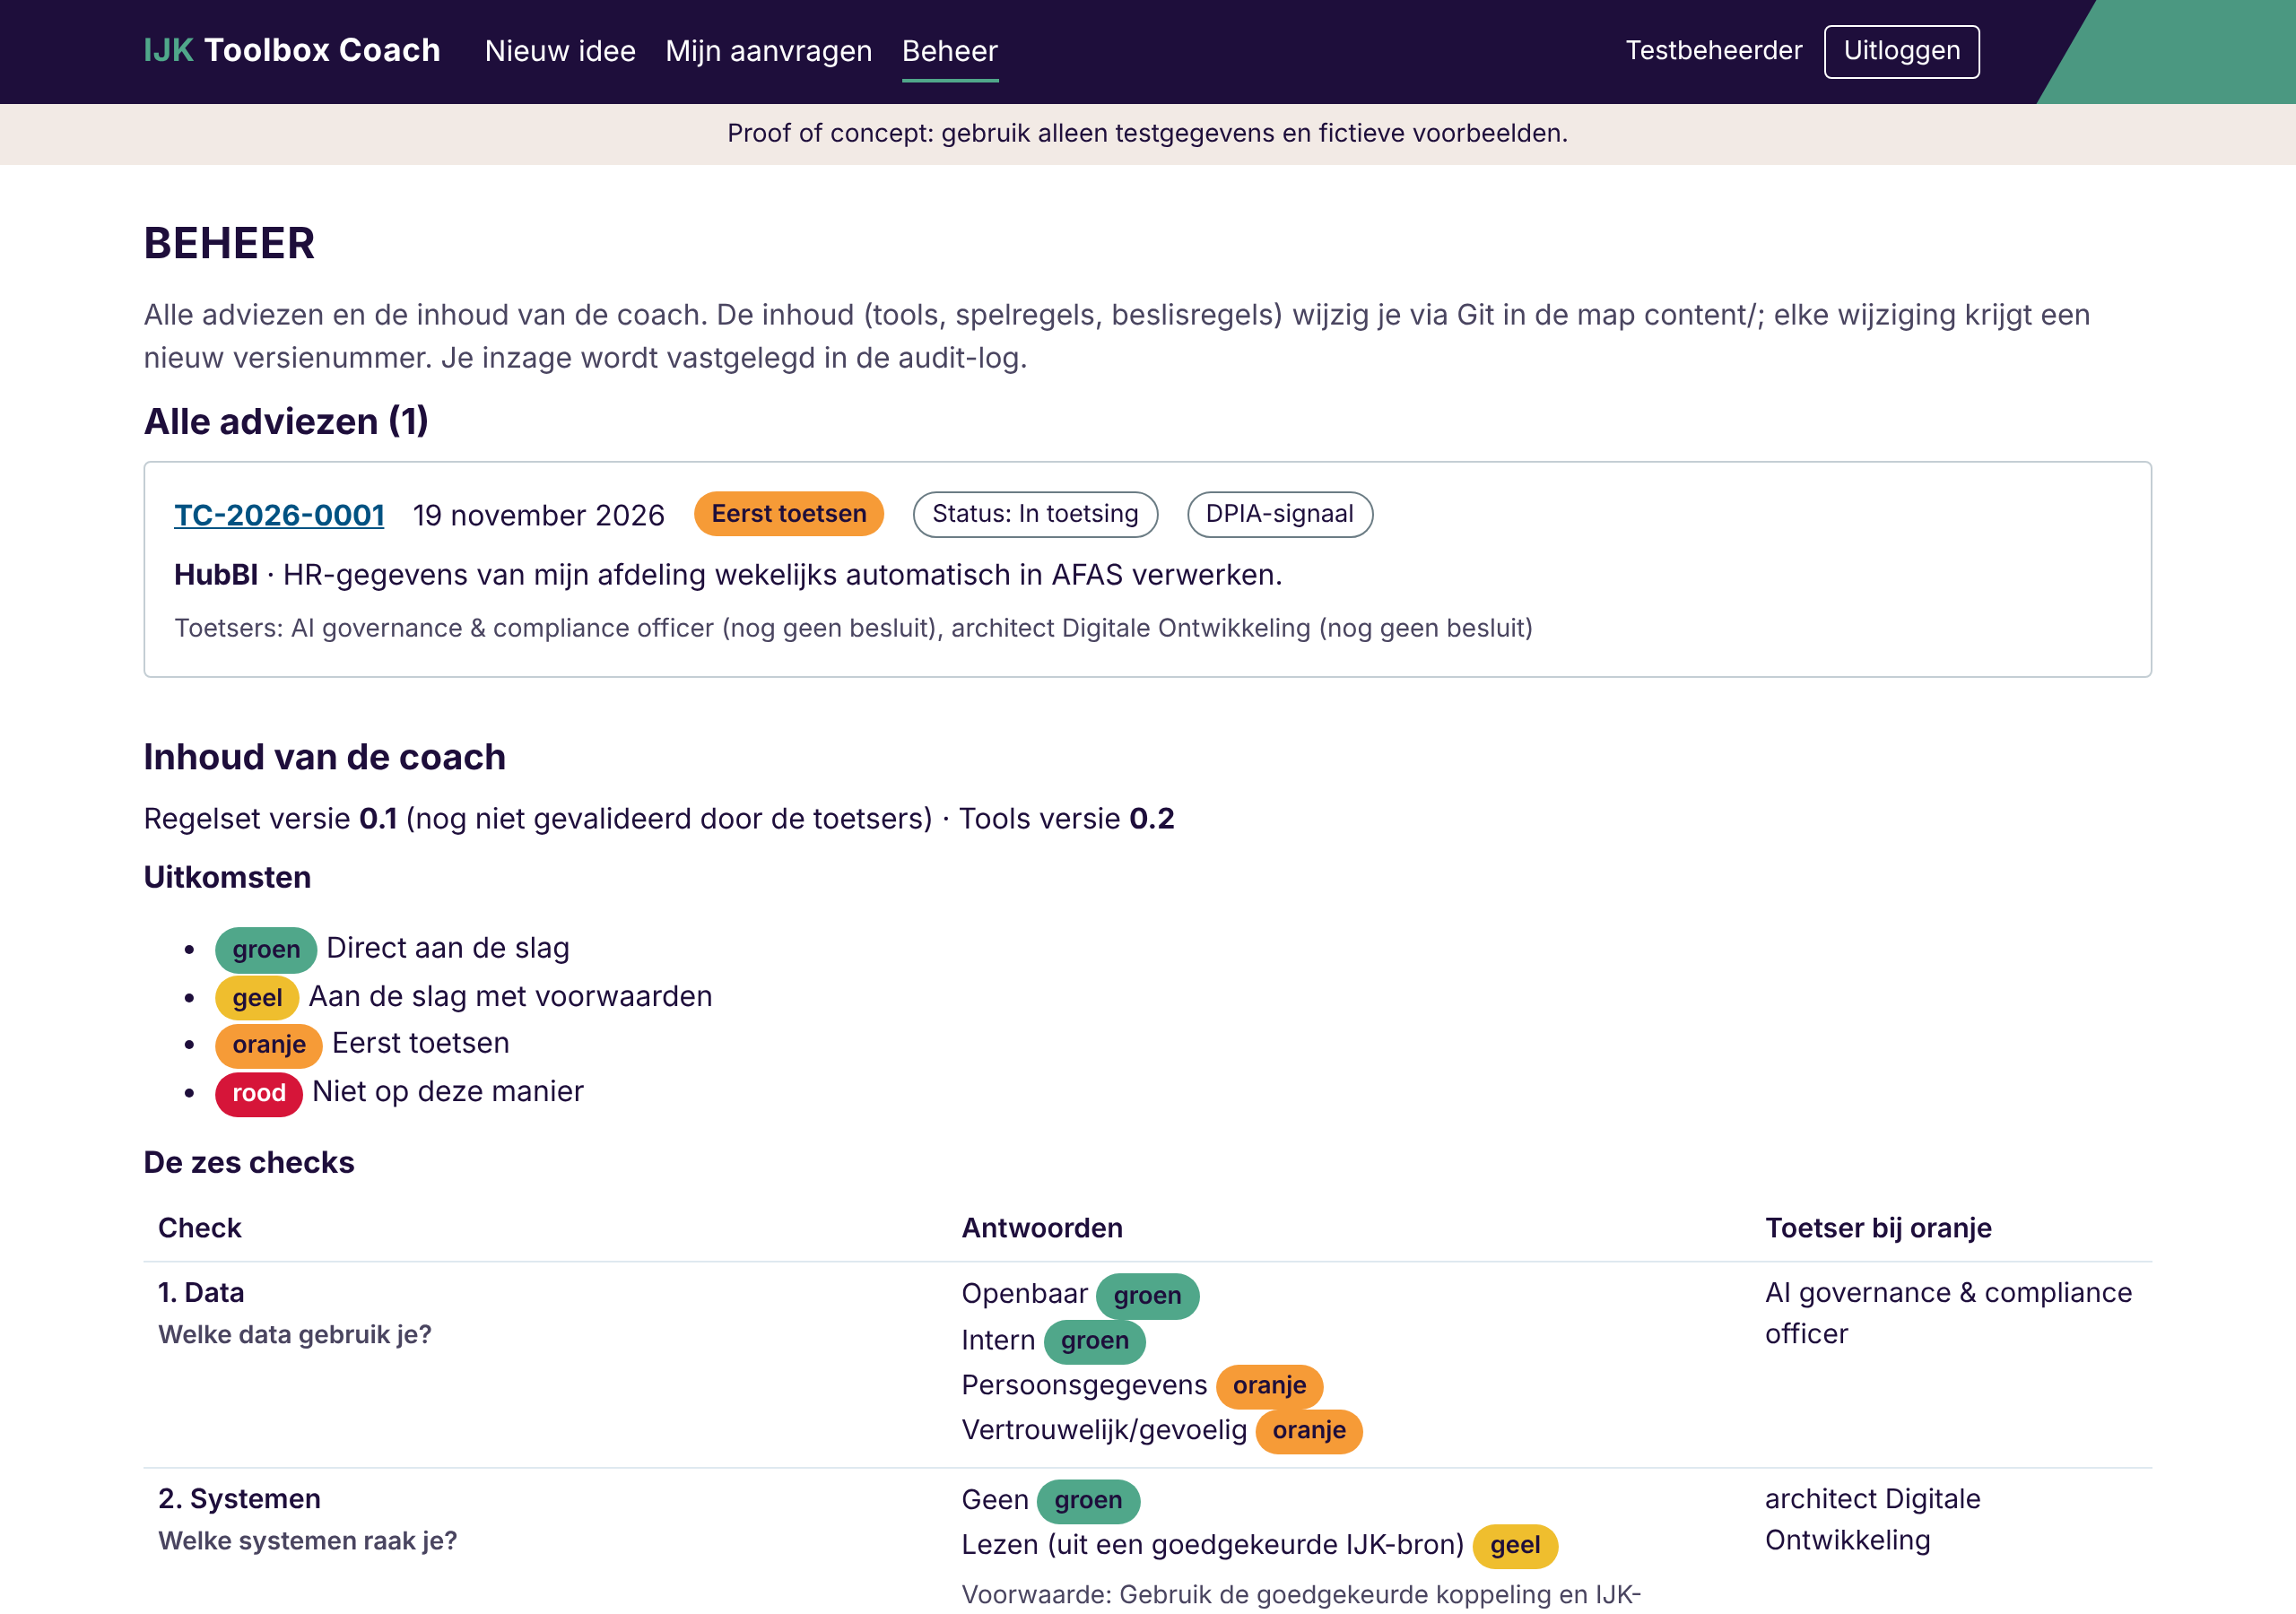 IJK Toolbox Coach Nieuw idee Mijn aanvragen Beheer Testbeheerder Uitloggen
Proof of concept: gebruik alleen testgegevens en fictieve voorbeelden.
BEHEER
Alle adviezen en de inhoud van de coach. De inhoud (tools, spelregels, beslisregels) wijzig je via Git in de map content/; elke wijziging krijgt een
nieuw versienummer. Je inzage wordt vastgelegd in de audit-log.
Alle adviezen (1)
TC-2026-0001 19 november 2026 Eerst toetsen Status: In toetsing DPIA-signaal
HubBI · HR-gegevens van mijn afdeling wekelijks automatisch in AFAS verwerken.
Toetsers: AI governance & compliance officer (nog geen besluit), architect Digitale Ontwikkeling (nog geen besluit)
Inhoud van de coach
Regelset versie 0.1 (nog niet gevalideerd door de toetsers) · Tools versie 0.2
Uitkomsten
• groen Direct aan de slag
• geel Aan de slag met voorwaarden
• oranje Eerst toetsen
• rood Niet op deze manier
De zes checks
Check Antwoorden Toetser bij oranje
1. Data
Welke data gebruik je?
Openbaar groen
Intern groen
Persoonsgegevens oranje
Vertrouwelijk/gevoelig oranje
AI governance & compliance
officer
2. Systemen
Welke systemen raak je?
Geen groen
Lezen (uit een goedgekeurde IJK-bron) geel
Voorwaarde: Gebruik de goedgekeurde koppeling en IJK-
architect Digitale
Ontwikkeling